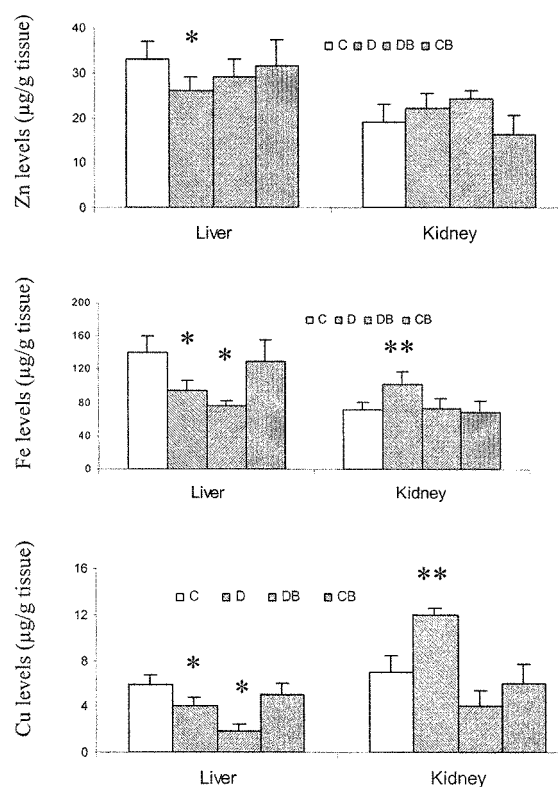 Zn levels (µg/g tissue)
40
30
20
10
0
*
C D DB CB
Liver Kidney
Fe levels (µg/g tissue)
200
160
120
80
40
0
* *
C D DB CB
**
Liver Kidney
Cu levels (µg/g tissue)
16
12
8
4
0
C D DB CB
* *
**
Liver Kidney